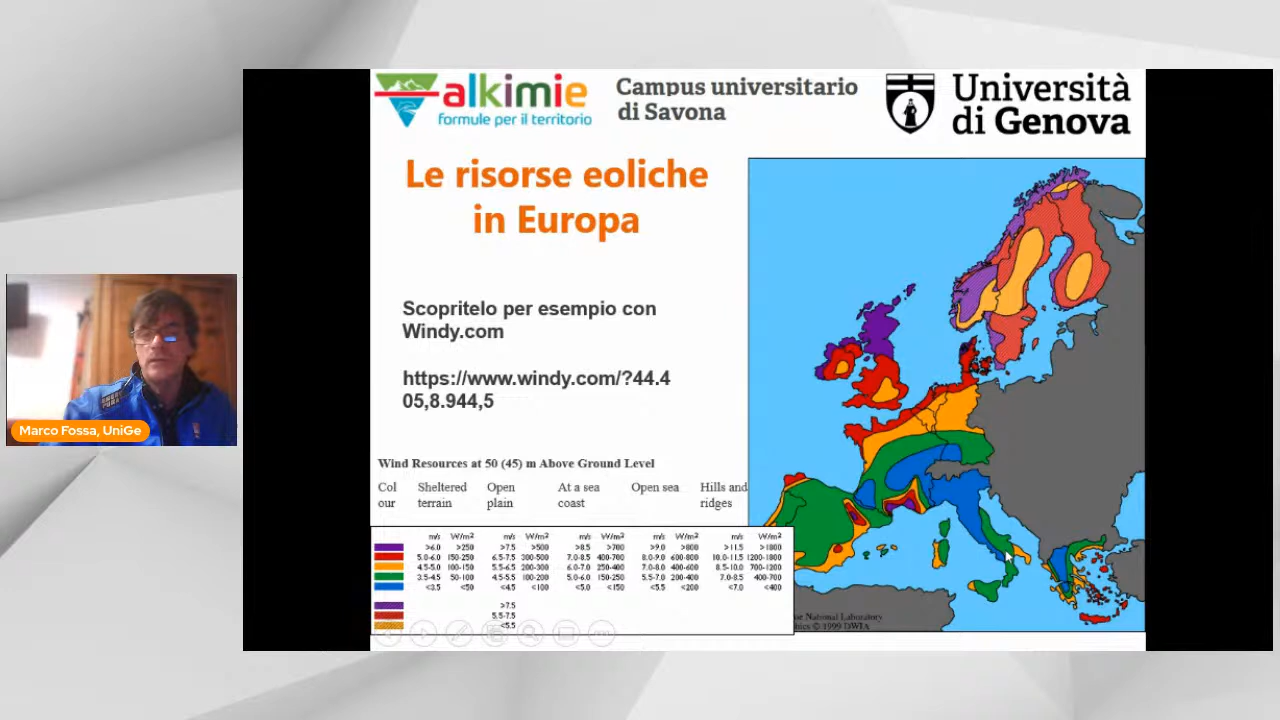 alkimie
formule per il territorio
Campus universitario
di Savona
Università
di Genova
Le risorse eoliche
in Europa
Scopritelo per esempio con
Windy.com
https://www.windy.com/?44.4
05,8.944,5
Marco Fossa, UniGe
Wind Resources at 50 (45) m Above Ground Level
Col Sheltered Open At a sea Open sea Hills and
our terrain plain coast ridges
m/s W/m² m/s W/m² m/s W/m² m/s W/m² m/s W/m²
>6.0 >250 >7.5 >500 >8.5 >700 >9.0 >800 >11.5 >1800
5.0-6.0 150-250 6.5-7.5 300-500 7.0-8.5 400-700 8.0-9.0 600-800 10.0-11.5 1200-1800
4.5-5.0 100-150 5.5-6.5 200-300 6.0-7.0 250-400 7.0-8.0 400-600 8.5-10.0 700-1200
3.5-4.5 50-100 4.5-5.5 100-200 5.0-6.0 150-250 5.5-7.0 200-400 7.0-8.5 400-700
<3.5 <50 <4.5 <100 <5.0 <150 <5.5 <200 <7.0 <400
>7.5
5.5-7.5
<5.5
National Laboratory
© 1999 DWIA